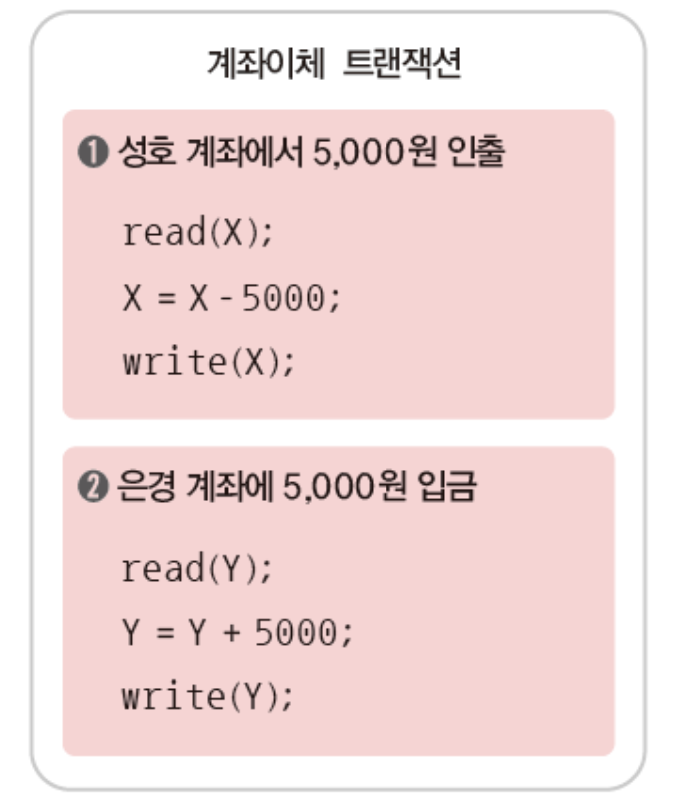 계좌이체 트랜잭션
❶ 성호 계좌에서 5,000원 인출
read(X);
X = X - 5000;
write(X);
❷ 은경 계좌에 5,000원 입금
read(Y);
Y = Y + 5000;
write(Y);